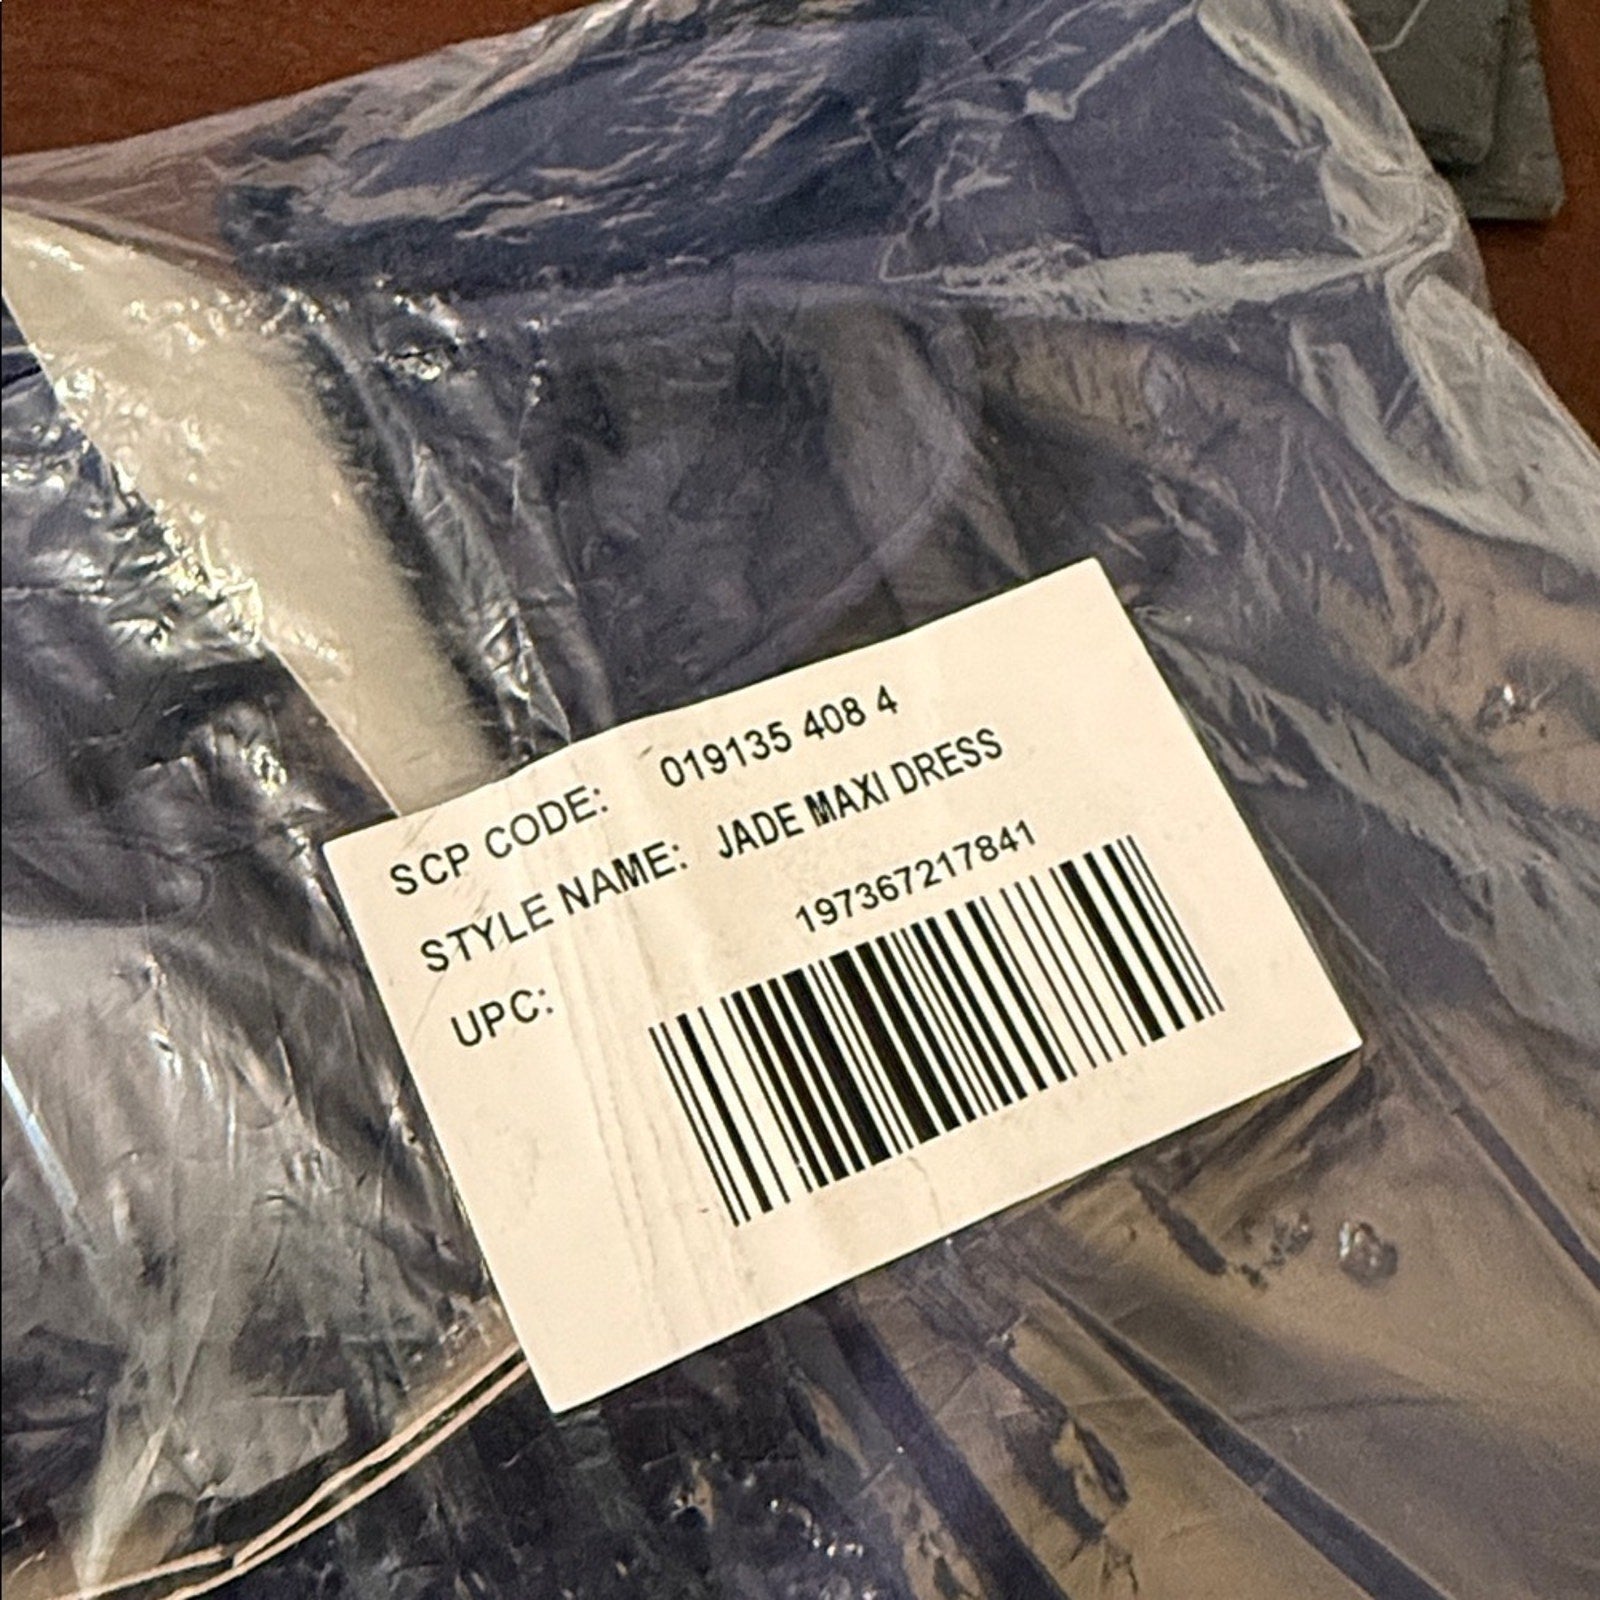 SCP CODE: 019135 408 4
STYLE NAME: JADE MAXI DRESS
UPC: 197367217841